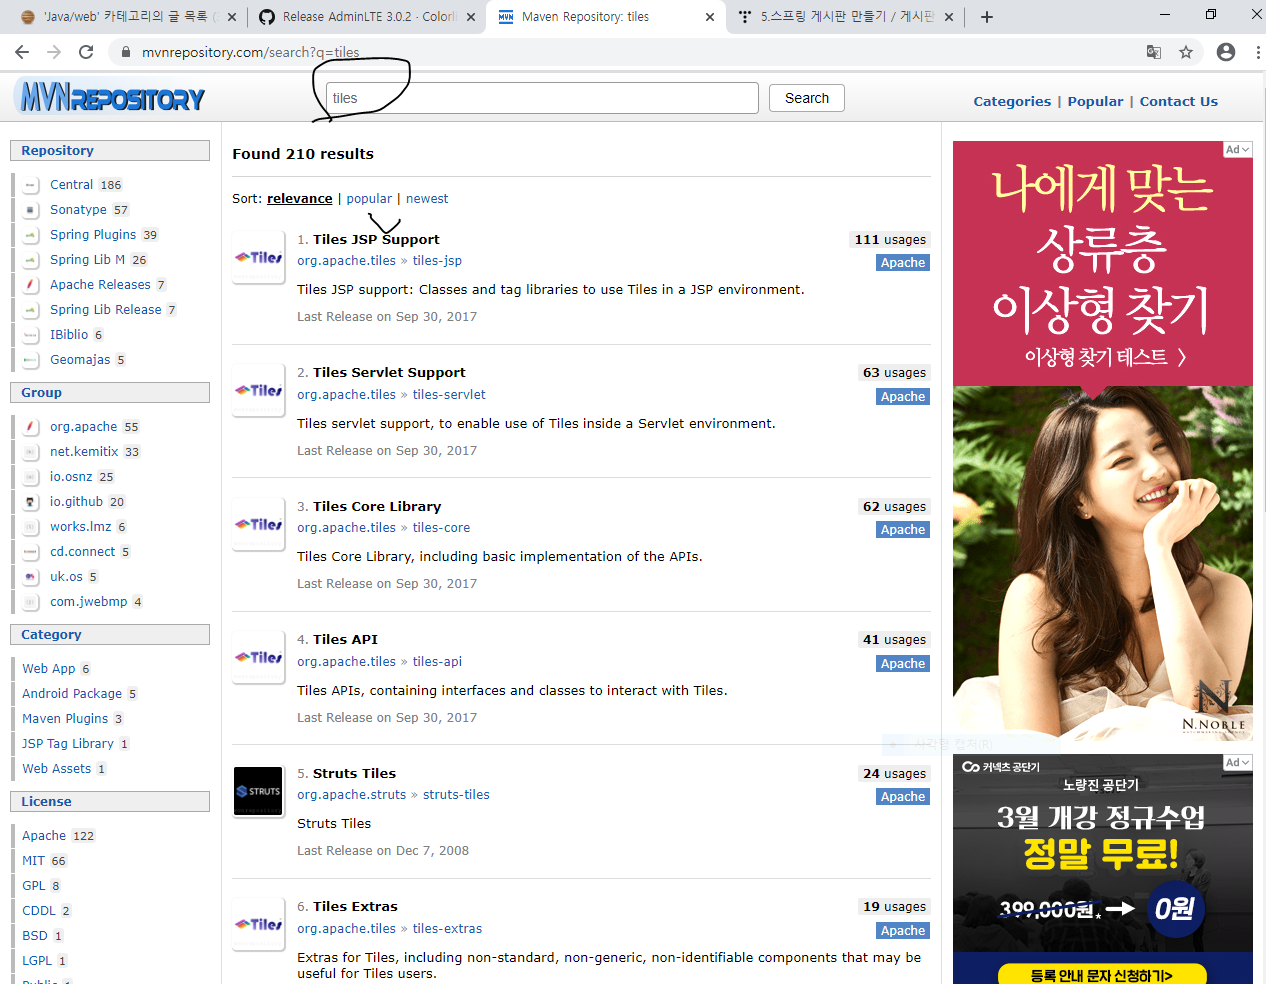 'Java/web' 카테고리의 글 목록
Release AdminLTE 3.0.2 · Colorl
Maven Repository: tiles
5.스프링 게시판 만들기 / 게시판
mvnrepository.com/search?q=tiles
MVNREPOSITORY
tiles
Search
Categories | Popular | Contact Us
Repository
Central 186
Sonatype 57
Spring Plugins 39
Spring Lib M 26
Apache Releases 7
Spring Lib Release 7
IBiblio 6
Geomajas 5
Group
org.apache 55
net.kemitix 33
io.osnz 25
io.github 20
works.lmz 6
cd.connect 5
uk.os 5
com.jwebmp 4
Category
Web App 6
Android Package 5
Maven Plugins 3
JSP Tag Library 1
Web Assets 1
License
Apache 122
MIT 66
GPL 8
CDDL 2
BSD 1
LGPL 1
Found 210 results
Sort: relevance | popular | newest
1. Tiles JSP Support
111 usages
org.apache.tiles » tiles-jsp
Apache
Tiles JSP support: Classes and tag libraries to use Tiles in a JSP environment.
Last Release on Sep 30, 2017
2. Tiles Servlet Support
63 usages
org.apache.tiles » tiles-servlet
Apache
Tiles servlet support, to enable use of Tiles inside a Servlet environment.
Last Release on Sep 30, 2017
3. Tiles Core Library
62 usages
org.apache.tiles » tiles-core
Apache
Tiles Core Library, including basic implementation of the APIs.
Last Release on Sep 30, 2017
4. Tiles API
41 usages
org.apache.tiles » tiles-api
Apache
Tiles APIs, containing interfaces and classes to interact with Tiles.
Last Release on Sep 30, 2017
5. Struts Tiles
24 usages
org.apache.struts » struts-tiles
Apache
Struts Tiles
Last Release on Dec 7, 2008
6. Tiles Extras
19 usages
org.apache.tiles » tiles-extras
Apache
Extras for Tiles, including non-standard, non-generic, non-identifiable components that may be
useful for Tiles users.
Tiles
Tiles
Tiles
Tiles
STRUTS
Tiles
Ad
나에게 맞는
상류층
이상형 찾기
이상형 찾기 테스트 〉
N.NOBLE
사각형 캡처(R)
Ad
커넥츠 공단기
노량진 공단기
3월 개강 정규수업
정말 무료!
399,000원* → 0원
등록 안내 문자 신청하기>